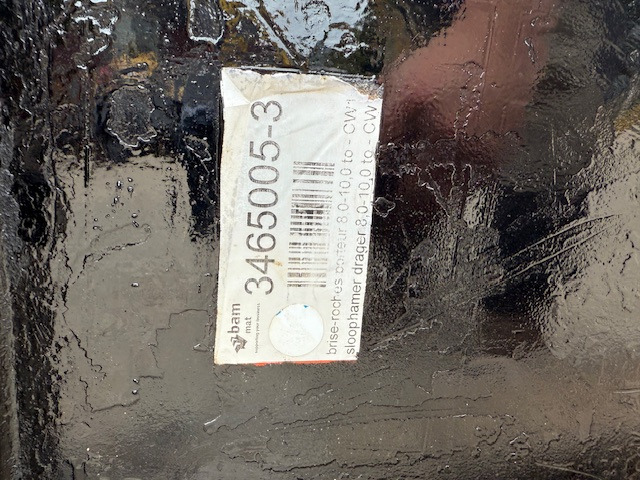 bam
mat
3465005-3
brise-roches porteur 8.0-10.0 to - CW
sloophamer drager 8.0-10.0 to - CW